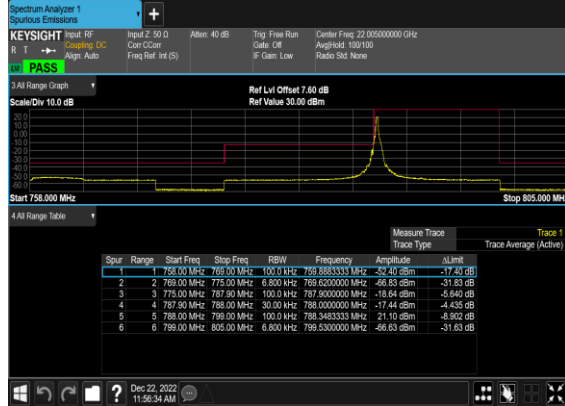 Spectrum Analyzer 1
Spurious Emissions
KEYSIGHT Input: RF Input Z: 50 Ω Atten: 40 dB Trig: Free Run Center Freq: 22.005000000 GHz
R T Coupling: DC Corr CCorr Gate: Off Avg|Hold: 100/100
Align: Auto Freq Ref: Int (S) IF Gain: Low Radio Std: None
PASS
3 All Range Graph
Ref Lvl Offset 7.60 dB
Scale/Div 10.0 dB Ref Value 30.00 dBm
20.0
10.0
0.00
-10.0
-20.0
-30.0
-40.0
-50.0
-60.0
Start 758.000 MHz Stop 805.000 MHz
4 All Range Table
Measure Trace Trace 1
Trace Type Trace Average (Active)
Spur Range Start Freq Stop Freq RBW Frequency Amplitude ΔLimit
1 1 758.00 MHz 769.00 MHz 100.0 kHz 759.8883333 MHz -52.40 dBm -17.40 dB
2 2 769.00 MHz 775.00 MHz 6.800 kHz 769.6200000 MHz -66.83 dBm -31.83 dB
3 3 775.00 MHz 787.90 MHz 100.0 kHz 787.9000000 MHz -18.64 dBm -5.640 dB
4 4 787.90 MHz 788.00 MHz 30.00 kHz 788.0000000 MHz -17.44 dBm -4.435 dB
5 5 788.00 MHz 799.00 MHz 100.0 kHz 788.3483333 MHz 21.10 dBm -8.902 dB
6 6 799.00 MHz 805.00 MHz 6.800 kHz 799.5300000 MHz -66.63 dBm -31.63 dB
? Dec 22, 2022
11:56:34 AM